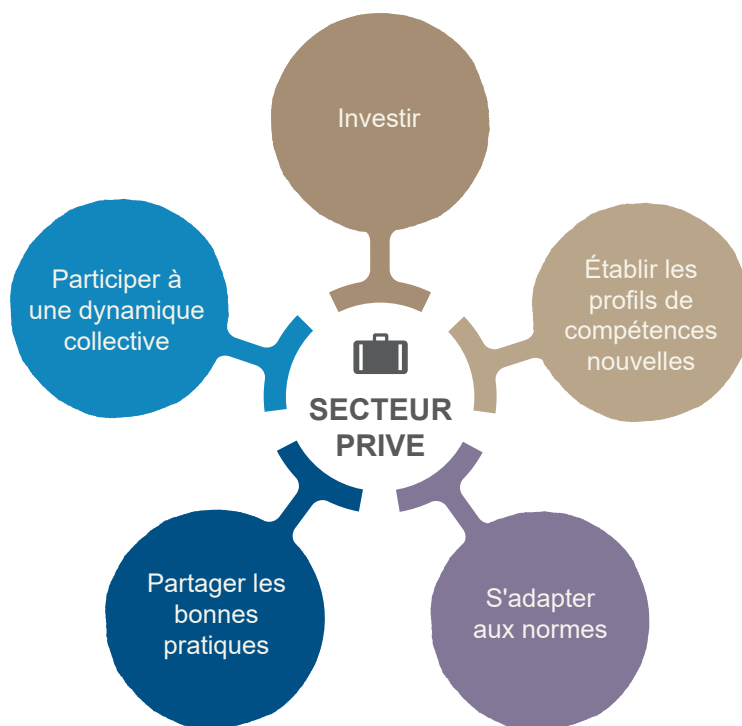 Investir
Établir les
profils de
compétences
nouvelles
S'adapter
aux normes
Partager les
bonnes
pratiques
Participer à
une dynamique
collective
SECTEUR
PRIVE